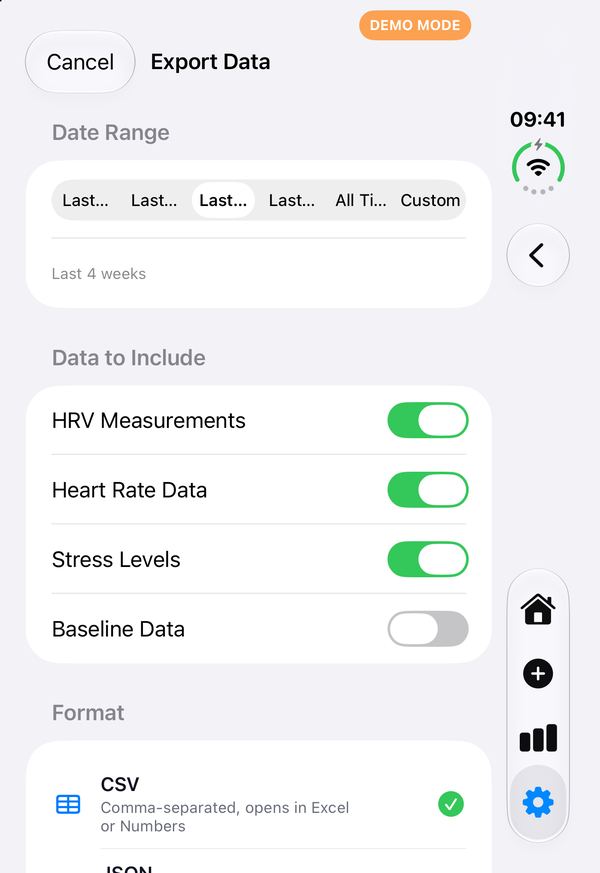 DEMO MODE
Cancel
Export Data
09:41
Date Range
Last... Last... Last... Last... All Ti... Custom
Last 4 weeks
Data to Include
HRV Measurements
Heart Rate Data
Stress Levels
Baseline Data
Format
CSV
Comma-separated, opens in Excel
or Numbers
JSON